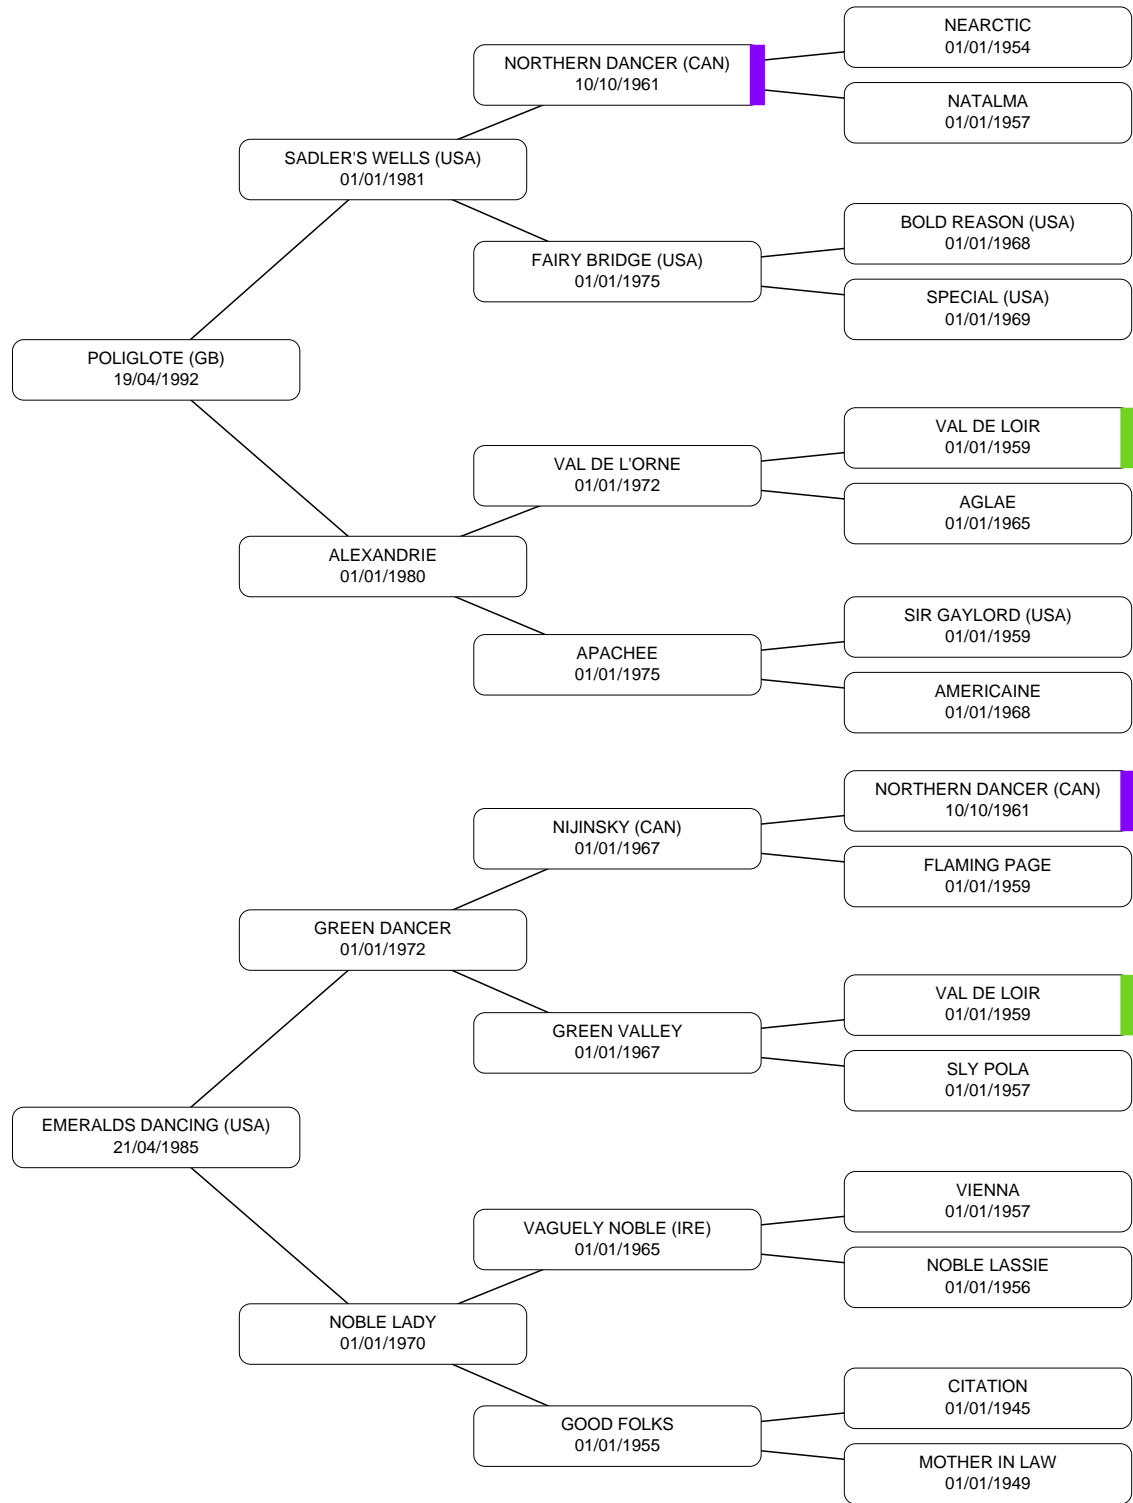 NEARCTIC
01/01/1954
NORTHERN DANCER (CAN)
10/10/1961
NATALMA
01/01/1957
SADLER'S WELLS (USA)
01/01/1981
BOLD REASON (USA)
01/01/1968
FAIRY BRIDGE (USA)
01/01/1975
SPECIAL (USA)
01/01/1969
POLIGLOTE (GB)
19/04/1992
VAL DE LOIR
01/01/1959
VAL DE L'ORNE
01/01/1972
AGLAE
01/01/1965
ALEXANDRIE
01/01/1980
SIR GAYLORD (USA)
01/01/1959
APACHEE
01/01/1975
AMERICAINE
01/01/1968
NORTHERN DANCER (CAN)
10/10/1961
NIJINSKY (CAN)
01/01/1967
FLAMING PAGE
01/01/1959
GREEN DANCER
01/01/1972
VAL DE LOIR
01/01/1959
GREEN VALLEY
01/01/1967
SLY POLA
01/01/1957
EMERALDS DANCING (USA)
21/04/1985
VIENNA
01/01/1957
VAGUELY NOBLE (IRE)
01/01/1965
NOBLE LASSIE
01/01/1956
NOBLE LADY
01/01/1970
CITATION
01/01/1945
GOOD FOLKS
01/01/1955
MOTHER IN LAW
01/01/1949